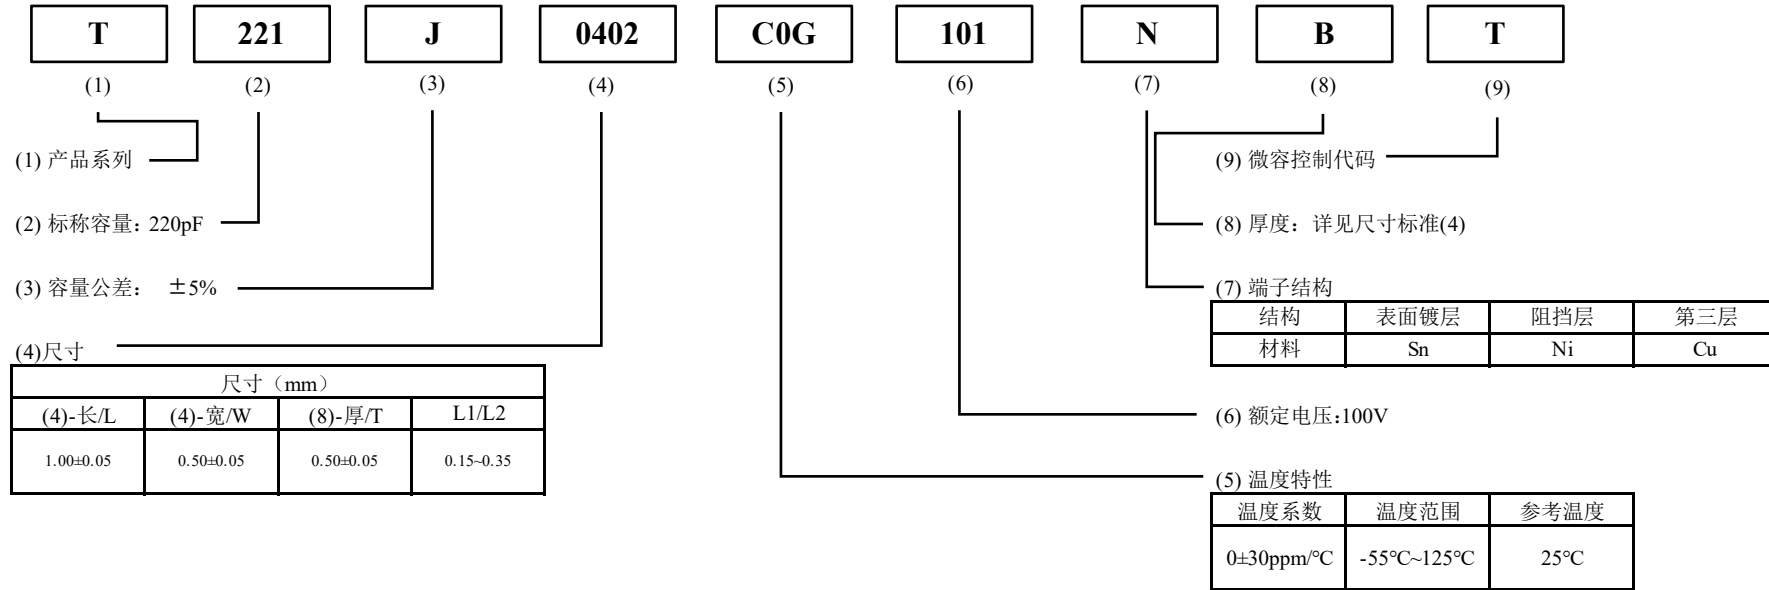 T 221 J 0402 C0G 101 N B T
(1) (2) (3) (4) (5) (6) (7) (8) (9)
(1) 产品系列
(9) 微容控制代码
(2) 标称容量: 220pF
(8) 厚度：详见尺寸标准(4)
(3) 容量公差： ±5%
(7) 端子结构
结构 表面镀层 阻挡层 第三层
材料 Sn Ni Cu
(4)尺寸
尺寸（mm）
(4)-长/L (4)-宽/W (8)-厚/T L1/L2
1.00±0.05 0.50±0.05 0.50±0.05 0.15~0.35
(6) 额定电压:100V
(5) 温度特性
温度系数 温度范围 参考温度
0±30ppm/℃ -55℃~125℃ 25℃